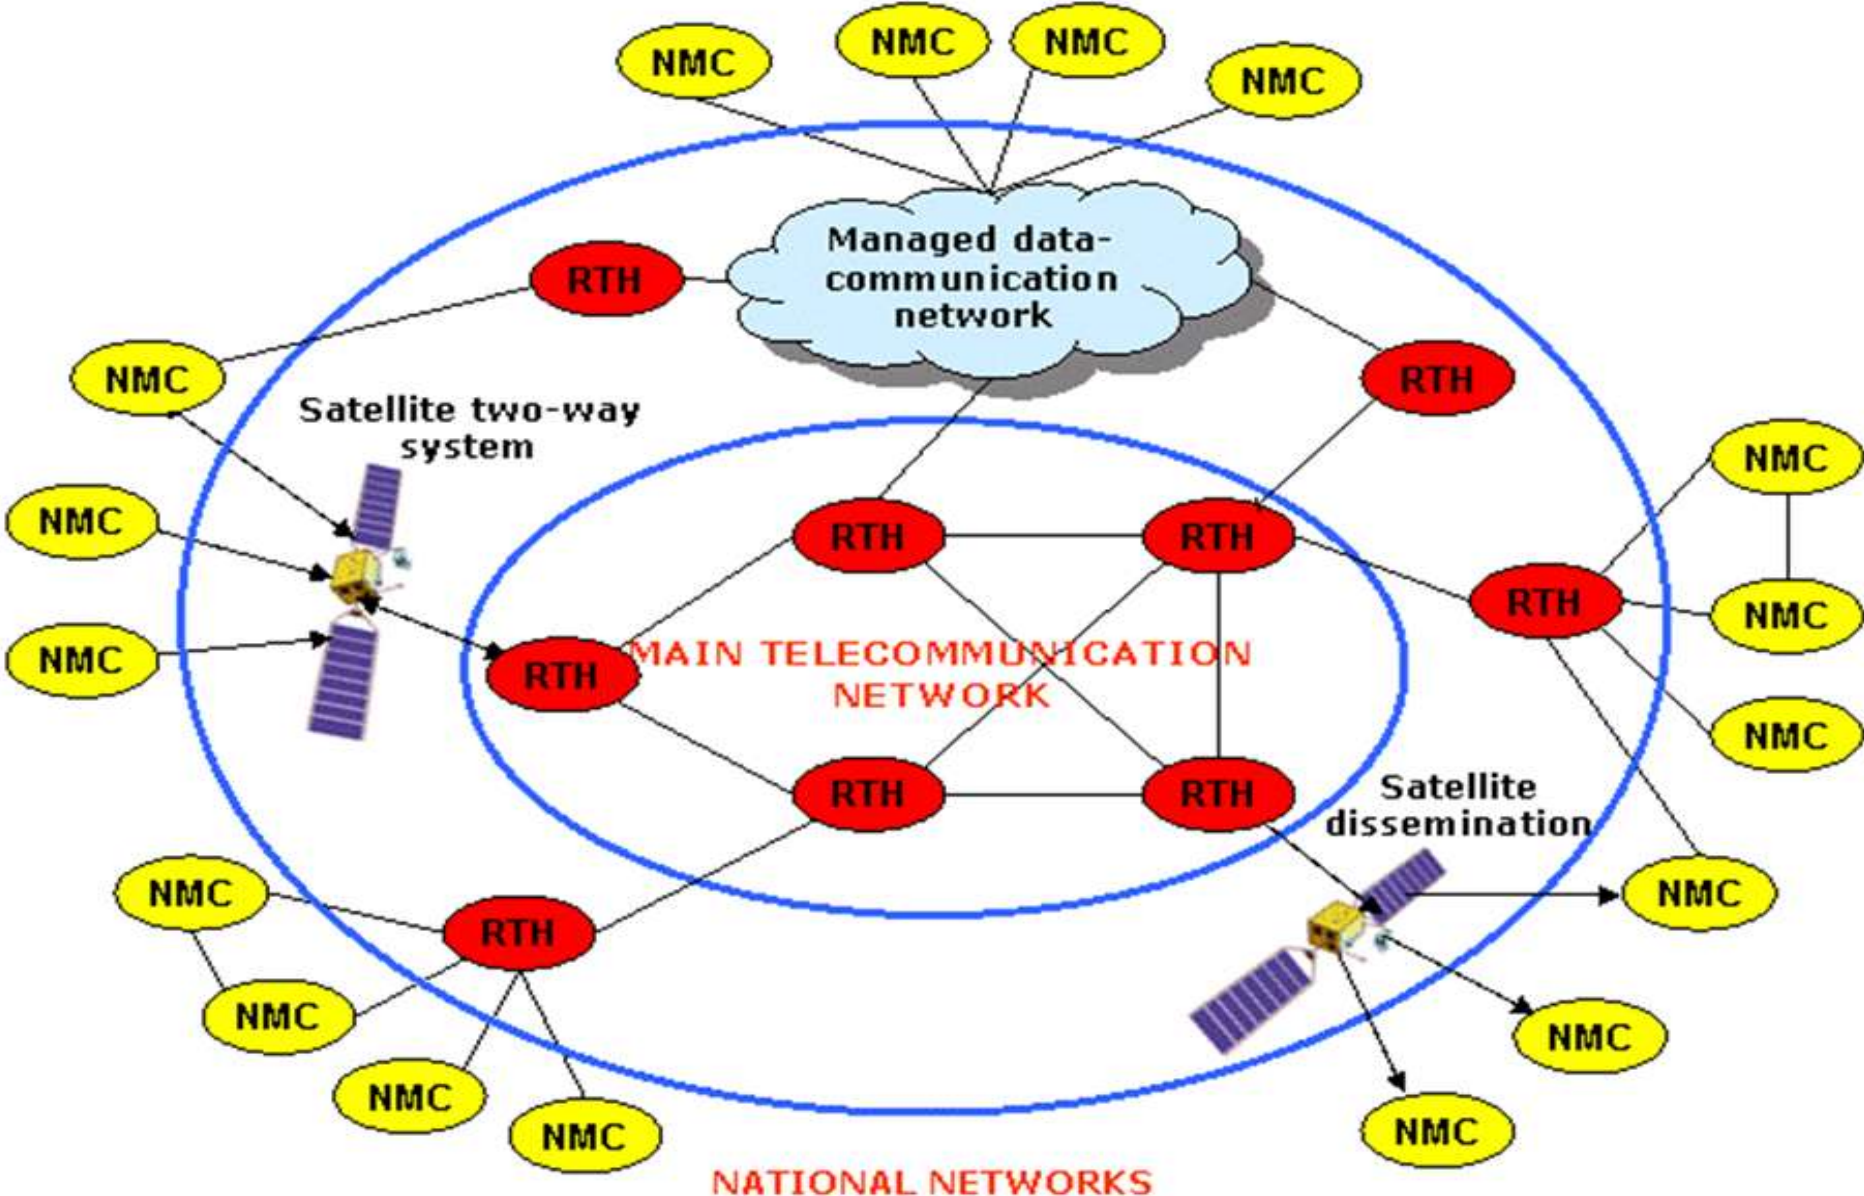 NMC
NMC
NMC
NMC
Managed data-
communication
network
RTH
RTH
NMC
Satellite two-way
system
NMC
NMC
RTH
RTH
NMC
RTH
NMC
MAIN TELECOMMUNICATION
NETWORK
NMC
RTH
NMC
RTH
RTH
Satellite
dissemination
NMC
NMC
RTH
NMC
NMC
NMC
NMC
NMC
NATIONAL NETWORKS